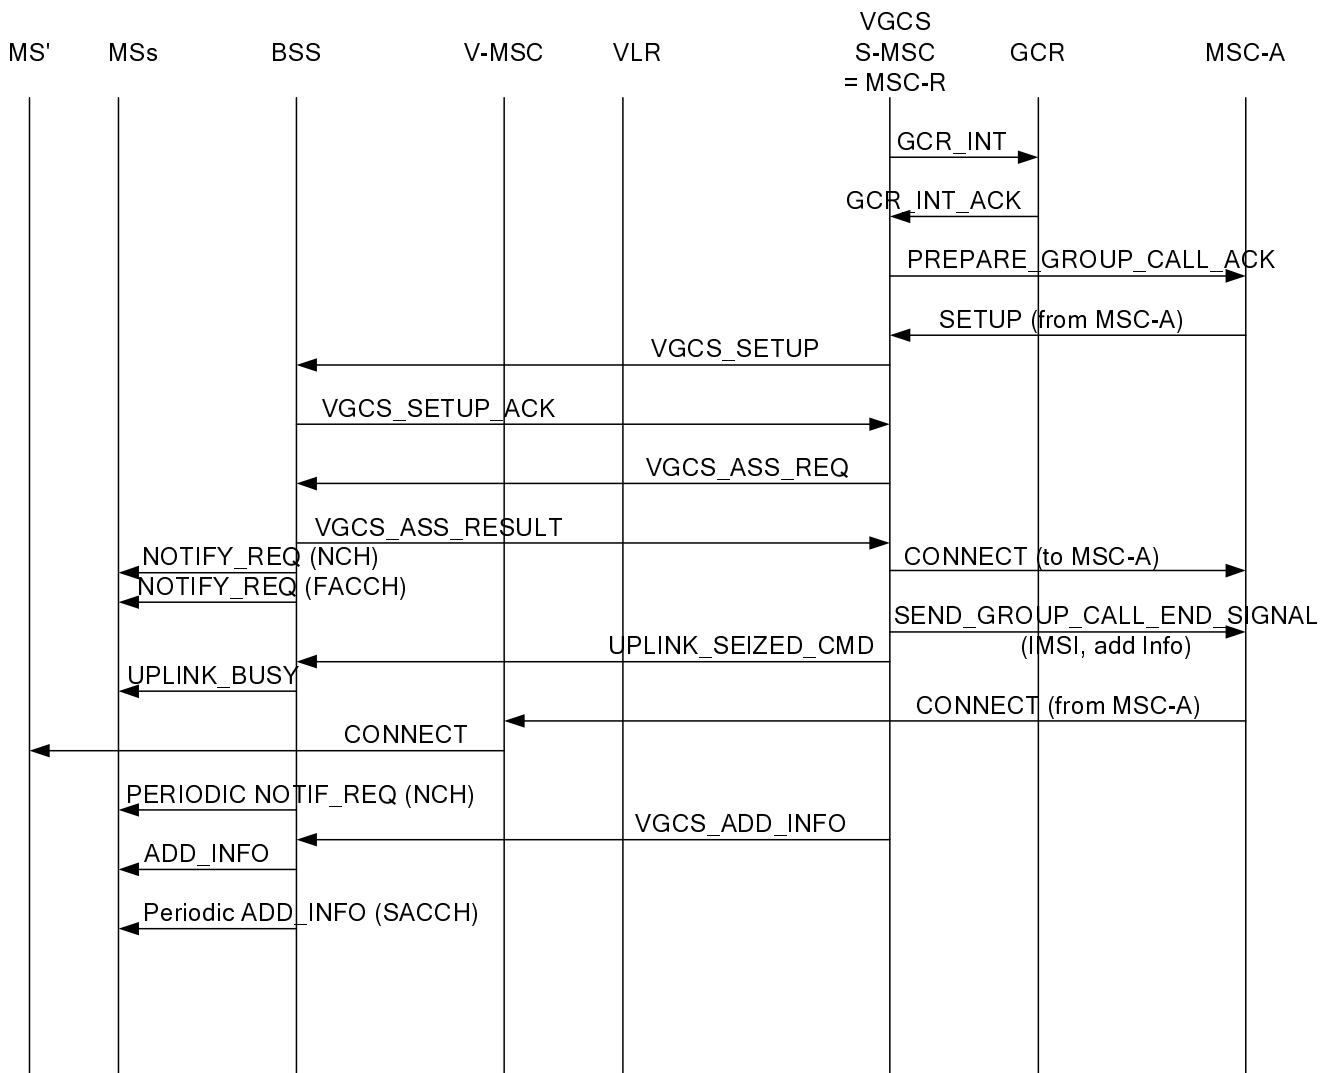 VGCS
MS' MSs BSS V-MSC VLR S-MSC GCR MSC-A
= MSC-R
GCR_INT
GCR_INT_ACK
PREPARE_GROUP_CALL_ACK
SETUP (from MSC-A)
VGCS_SETUP
VGCS_SETUP_ACK
VGCS_ASS_REQ
VGCS_ASS_RESULT
NOTIFY_REQ (NCH)
CONNECT (to MSC-A)
NOTIFY_REQ (FACCH)
SEND_GROUP_CALL_END_SIGNAL
UPLINK_SEIZED_CMD
(IMSI, add Info)
UPLINK_BUSY
CONNECT (from MSC-A)
CONNECT
PERIODIC NOTIF_REQ (NCH)
VGCS_ADD_INFO
ADD_INFO
Periodic ADD_INFO (SACCH)